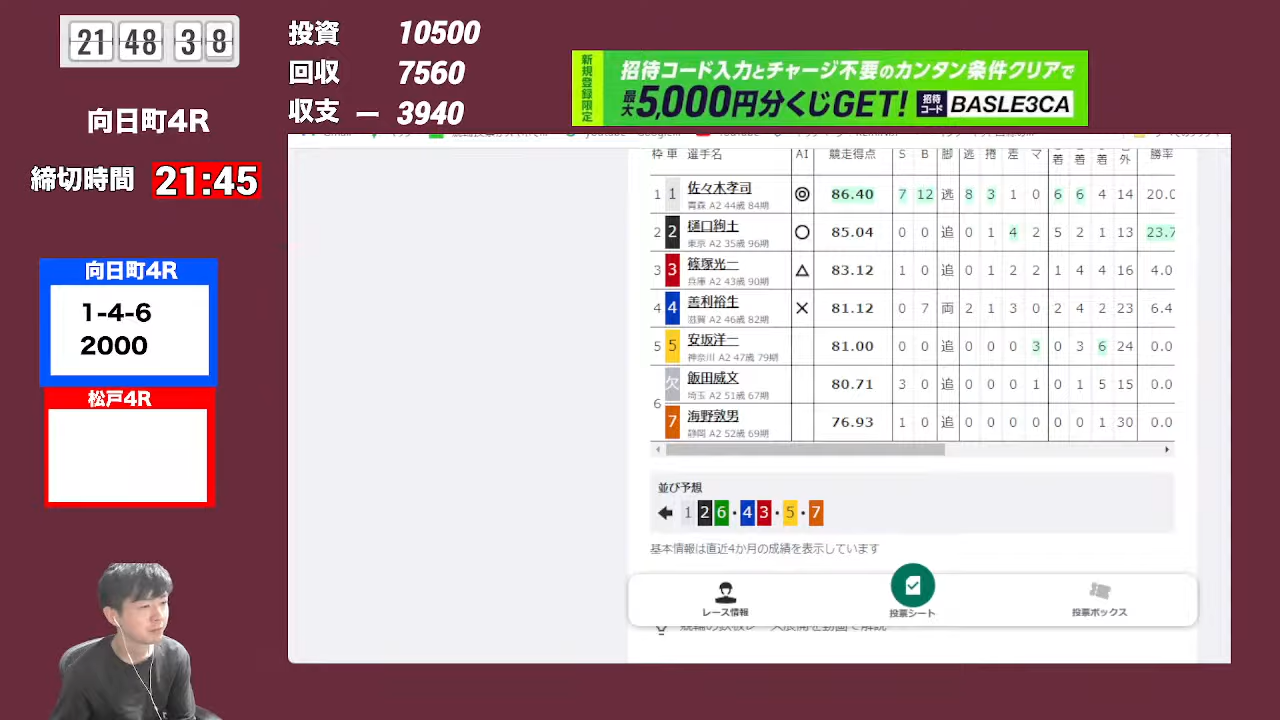 21 48 38
投資 10500
回収 7560
収支 － 3940
向日町4R
締切時間 21:45
新規登録限定
招待コード入力とチャージ不要のカンタン条件クリアで
最大5,000円分くじGET! 招待コード BASLE3CA
向日町4R
1-4-6
2000
松戸4R
枠 車 選手名 AI 競走得点 S B 脚 逃 捲 差 マ 着 着 着 外 勝率
1 1 佐々木孝司 ◎ 86.40 7 12 逃 8 3 1 0 6 6 4 14 20.0
青森 A2 44歳 84期
2 2 樋口絢土 ○ 85.04 0 0 追 0 1 4 2 5 2 1 13 23.7
東京 A2 35歳 96期
3 3 篠塚光一 △ 83.12 1 0 追 0 1 2 2 1 4 4 16 4.0
兵庫 A2 43歳 90期
4 4 善利裕生 × 81.12 0 7 両 2 1 3 0 2 4 2 23 6.4
滋賀 A2 46歳 82期
5 5 安坂洋一 81.00 0 0 追 0 0 0 3 0 3 6 24 0.0
神奈川 A2 47歳 79期
6 欠 飯田威文 80.71 3 0 追 0 0 0 1 0 1 5 15 0.0
埼玉 A2 51歳 67期
7 海野敦男 76.93 1 0 追 0 0 0 0 0 0 1 30 0.0
静岡 A2 52歳 69期
並び予想
1 2 6 ・ 4 3 ・ 5 ・ 7
基本情報は直近4か月の成績を表示しています
レース情報 投票シート 投票ボックス